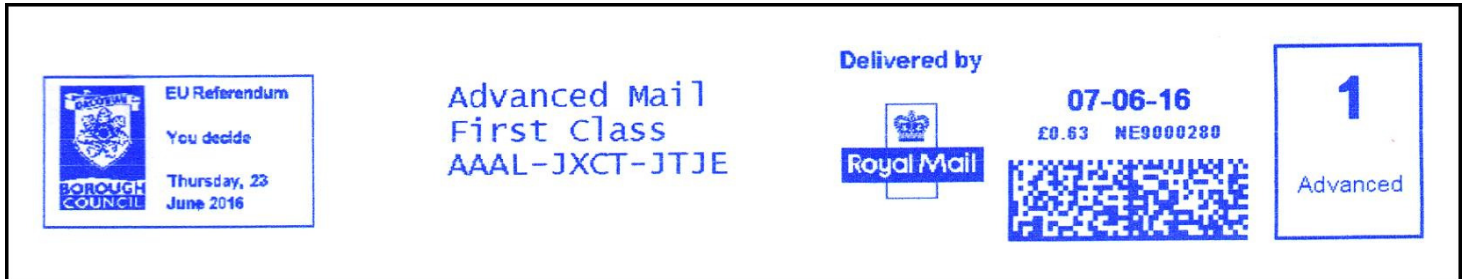 DACORUM
BOROUGH
COUNCIL
EU Referendum
You decide
Thursday, 23
June 2016
Advanced Mail
First Class
AAAL-JXCT-JTJE
Delivered by
Royal Mail
07-06-16
£0.63 NE9000280
1
Advanced